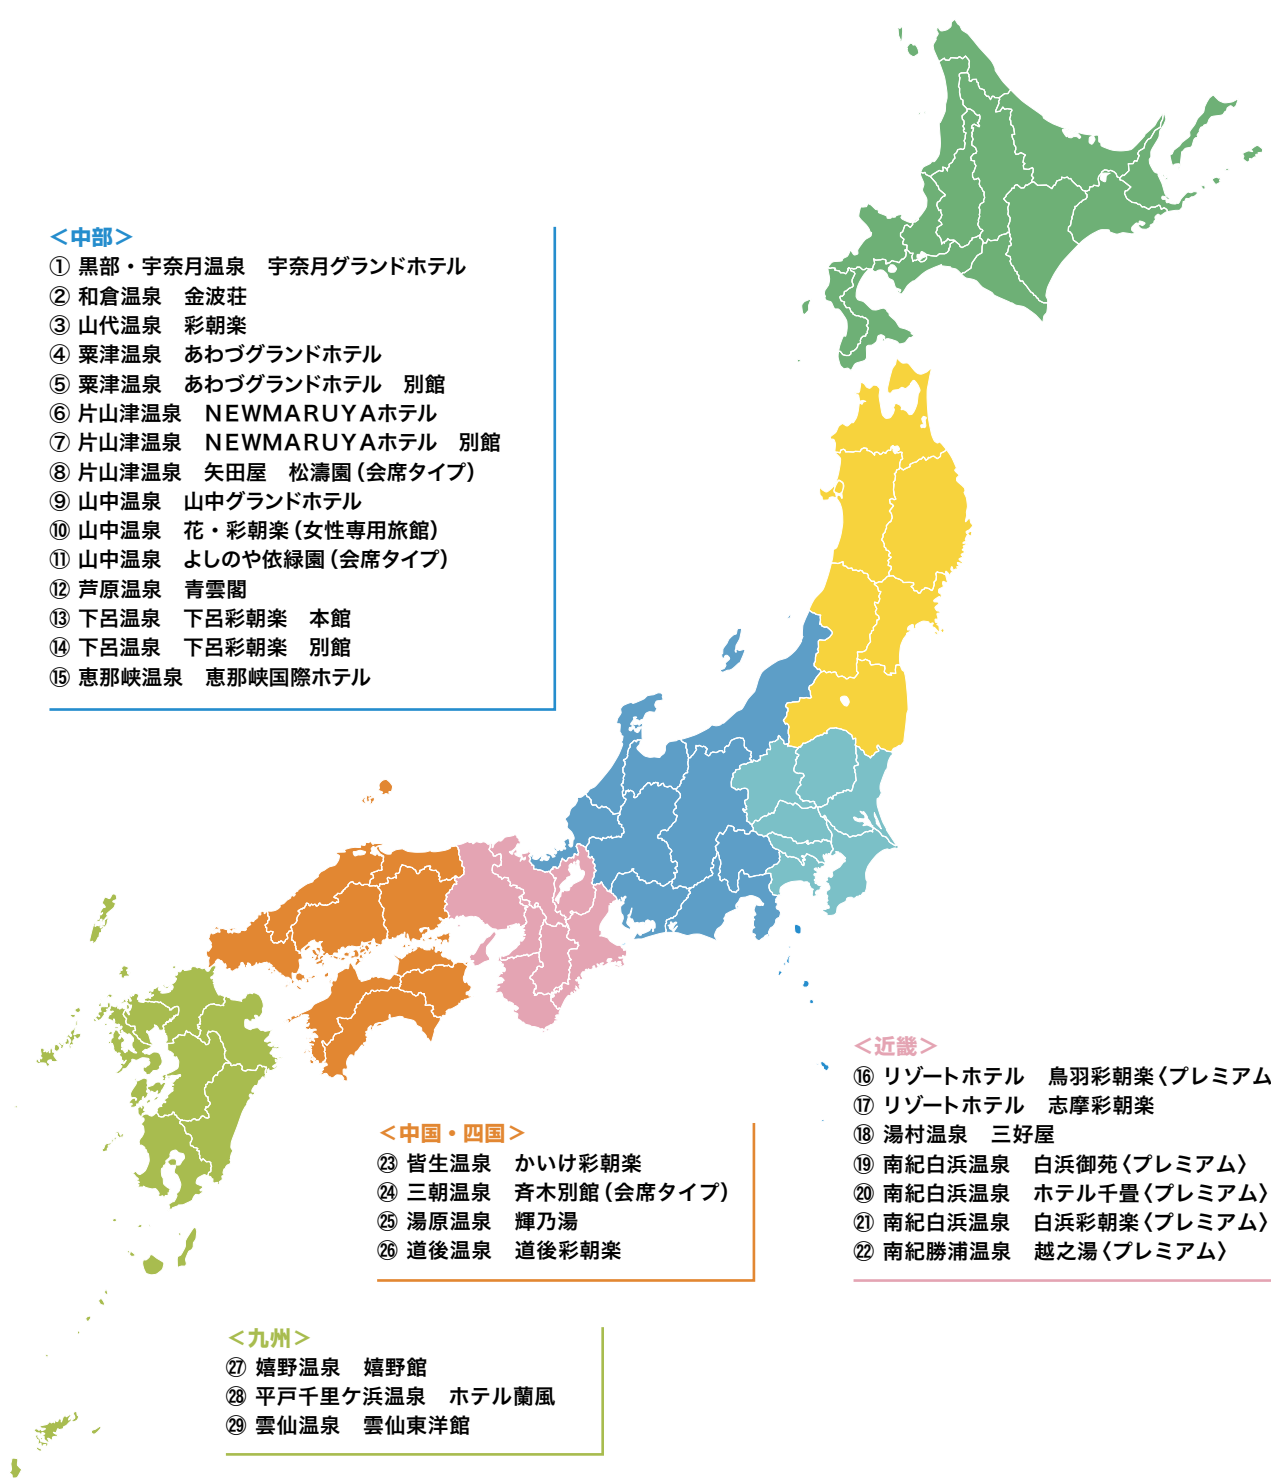 ＜中部＞
① 黒部・宇奈月温泉　宇奈月グランドホテル
② 和倉温泉　金波荘
③ 山代温泉　彩朝楽
④ 粟津温泉　あわづグランドホテル
⑤ 粟津温泉　あわづグランドホテル　別館
⑥ 片山津温泉　ＮＥＷＭＡＲＵＹＡホテル
⑦ 片山津温泉　ＮＥＷＭＡＲＵＹＡホテル　別館
⑧ 片山津温泉　矢田屋　松濤園（会席タイプ）
⑨ 山中温泉　山中グランドホテル
⑩ 山中温泉　花・彩朝楽（女性専用旅館）
⑪ 山中温泉　よしのや依緑園（会席タイプ）
⑫ 芦原温泉　青雲閣
⑬ 下呂温泉　下呂彩朝楽　本館
⑭ 下呂温泉　下呂彩朝楽　別館
⑮ 恵那峡温泉　恵那峡国際ホテル
＜近畿＞
⑯ リゾートホテル　鳥羽彩朝楽〈プレミアム
⑰ リゾートホテル　志摩彩朝楽
⑱ 湯村温泉　三好屋
⑲ 南紀白浜温泉　白浜御苑〈プレミアム〉
⑳ 南紀白浜温泉　ホテル千畳〈プレミアム〉
㉑ 南紀白浜温泉　白浜彩朝楽〈プレミアム〉
㉒ 南紀勝浦温泉　越之湯〈プレミアム〉
＜中国・四国＞
㉓ 皆生温泉　かいけ彩朝楽
㉔ 三朝温泉　斉木別館（会席タイプ）
㉕ 湯原温泉　輝乃湯
㉖ 道後温泉　道後彩朝楽
＜九州＞
㉗ 嬉野温泉　嬉野館
㉘ 平戸千里ケ浜温泉　ホテル蘭風
㉙ 雲仙温泉　雲仙東洋館